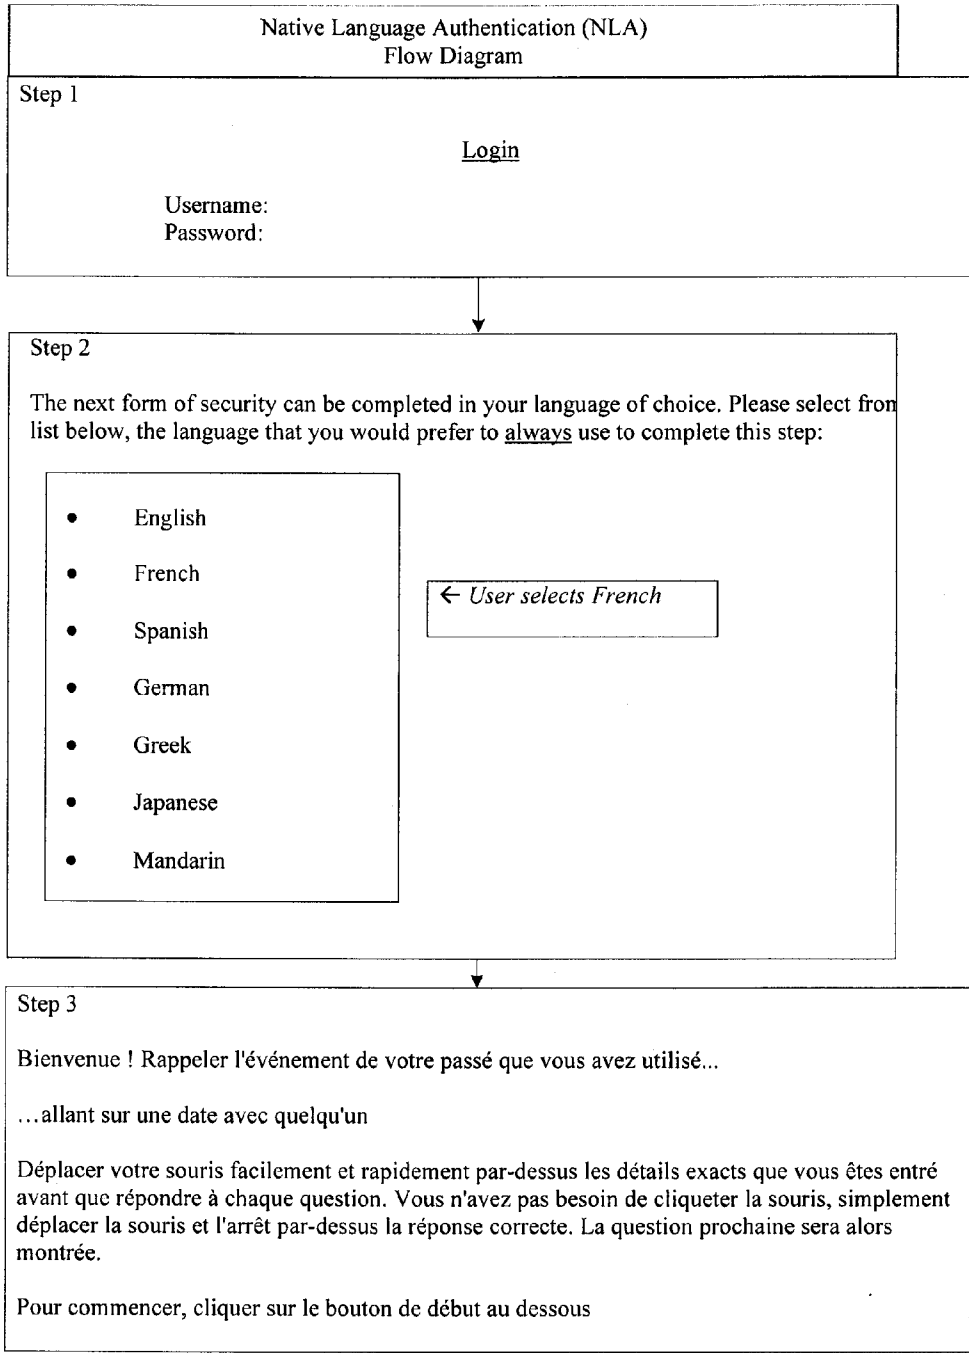 Native Language Authentication (NLA)
Flow Diagram
Step 1
Login
Username:
Password:
Step 2
The next form of security can be completed in your language of choice. Please select fron
list below, the language that you would prefer to always use to complete this step:
• English
• French
← User selects French
• Spanish
• German
• Greek
• Japanese
• Mandarin
Step 3
Bienvenue ! Rappeler l'événement de votre passé que vous avez utilisé...
…allant sur une date avec quelqu'un
Déplacer votre souris facilement et rapidement par-dessus les détails exacts que vous êtes entré
avant que répondre à chaque question. Vous n'avez pas besoin de cliqueter la souris, simplement
déplacer la souris et l'arrêt par-dessus la réponse correcte. La question prochaine sera alors
montrée.
Pour commencer, cliquer sur le bouton de début au dessous